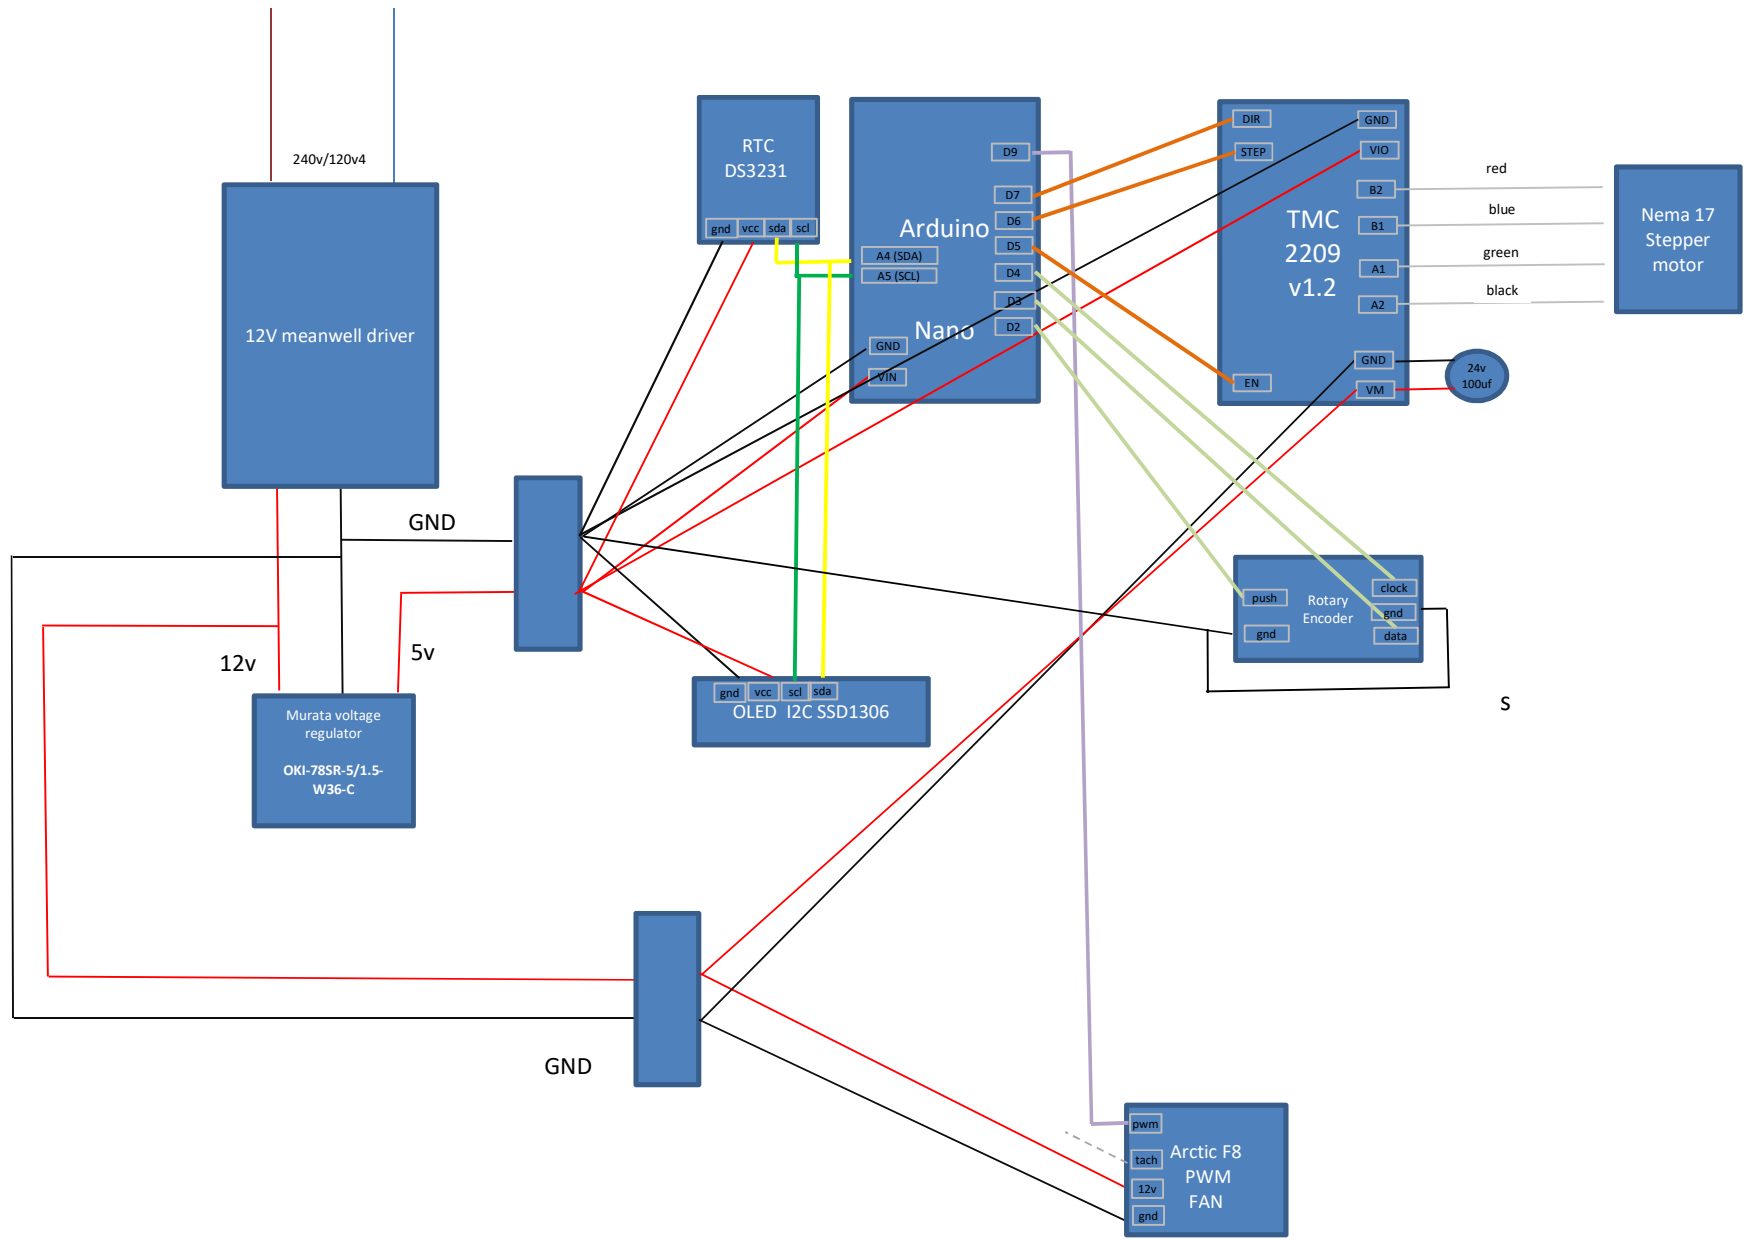 240v/120v4
12V meanwell driver
RTC
DS3231
gnd
vcc
sda
scl
Arduino
Nano
D9
D7
D6
D5
D4
D3
D2
A4 (SDA)
A5 (SCL)
GND
VIN
TMC
2209
v1.2
DIR
STEP
EN
GND
VIO
B2
B1
A1
A2
GND
VM
red
blue
green
black
Nema 17
Stepper
motor
24v
100uf
GND
12v
5v
Murata voltage
regulator
OKI-78SR-5/1.5-
W36-C
gnd
vcc
scl
sda
OLED I2C SSD1306
push
gnd
Rotary
Encoder
clock
gnd
data
s
GND
pwm
tach
12v
gnd
Arctic F8
PWM
FAN